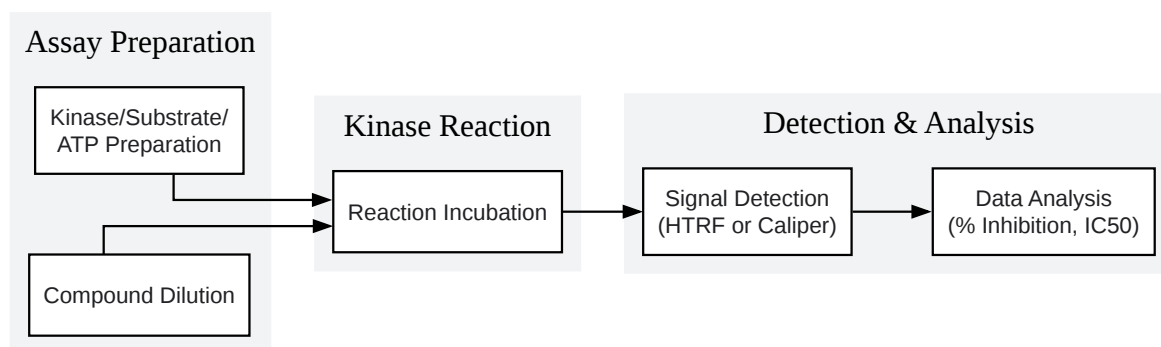 Assay Preparation
Kinase/Substrate/
ATP Preparation
Compound Dilution
Kinase Reaction
Reaction Incubation
Detection & Analysis
Signal Detection
(HTRF or Caliper)
Data Analysis
(% Inhibition, IC50)